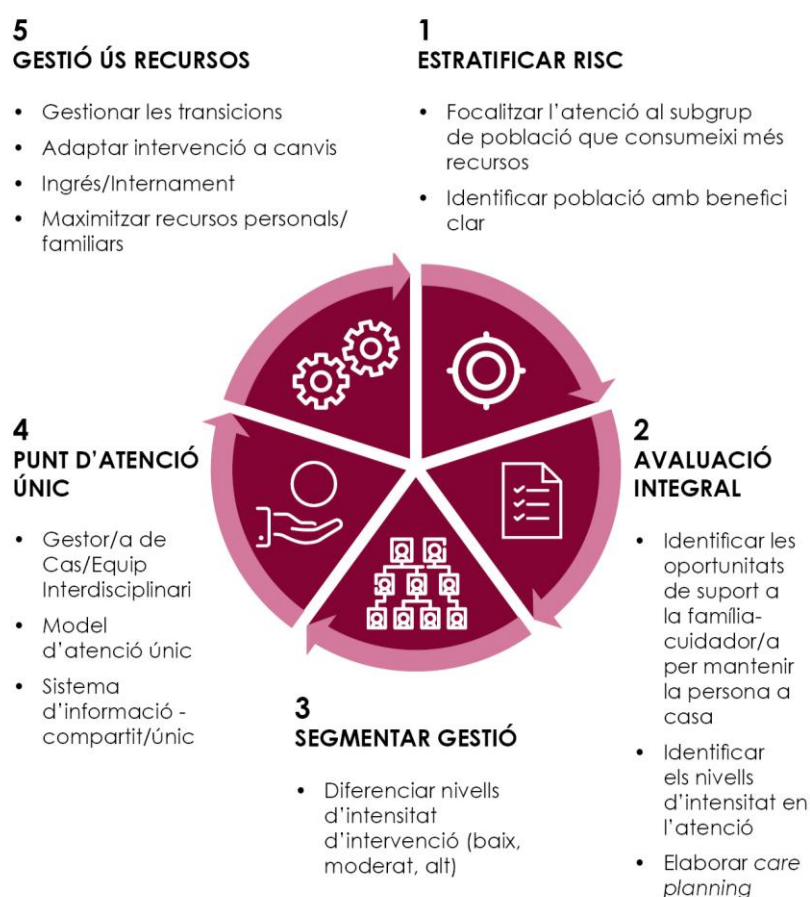 5
GESTIÓ ÚS RECURSOS
• Gestionar les transicions
• Adaptar intervenció a canvis
• Ingrés/Internament
• Maximitzar recursos personals/
familiars
1
ESTRATIFICAR RISC
• Focalitzar l’atenció al subgrup
de població que consumeixi més
recursos
• Identificar població amb benefici
clar
2
AVALUACIÓ
INTEGRAL
• Identificar les
oportunitats
de suport a
la família-
cuidador/a
per mantenir
la persona a
casa
• Identificar
els nivells
d’intensitat en
l’atenció
• Elaborar care
planning
3
SEGMENTAR GESTIÓ
• Diferenciar nivells
d’intensitat
d’intervenció (baix,
moderat, alt)
4
PUNT D’ATENCIÓ
ÚNIC
• Gestor/a de
Cas/Equip
Interdisciplinari
• Model
d’atenció únic
• Sistema
d’informació -
compartit/únic